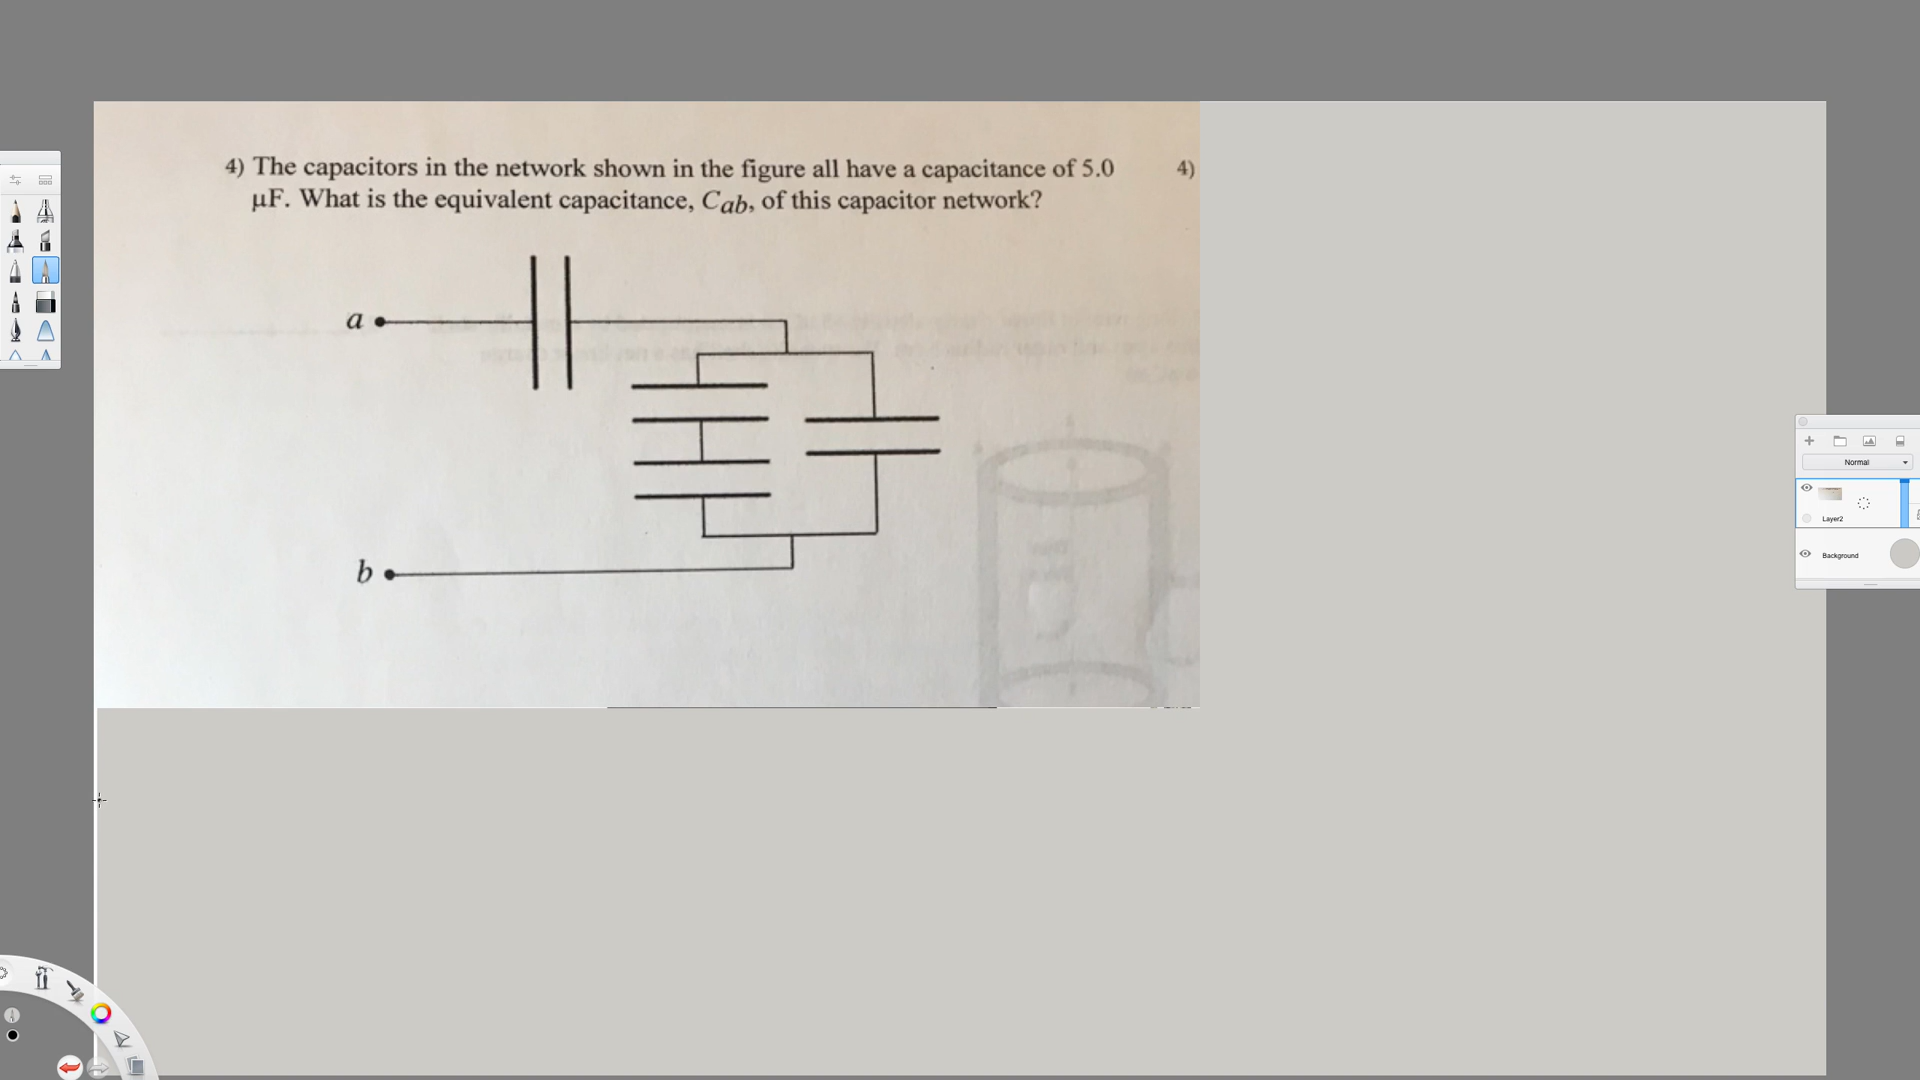 4) The capacitors in the network shown in the figure all have a capacitance of 5.0
4)
μF. What is the equivalent capacitance, Cab, of this capacitor network?
a
b
Normal
Layer2
Background